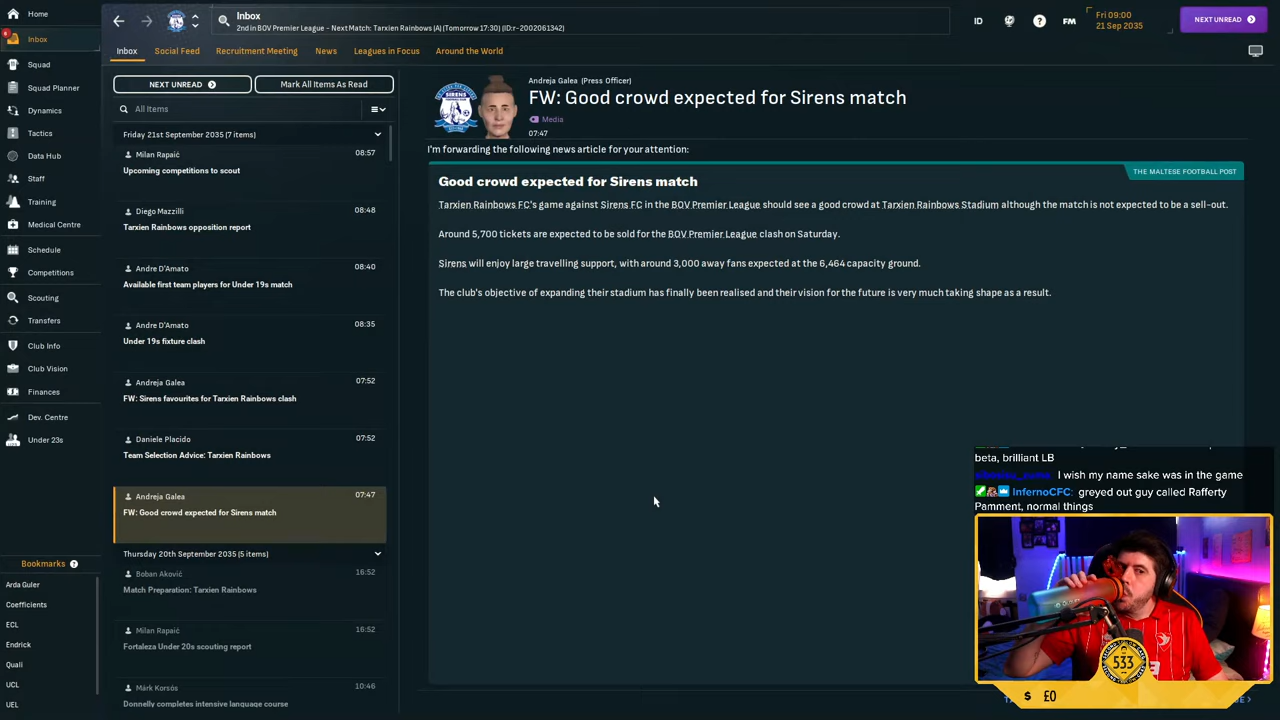 Home
Inbox
Squad
Squad Planner
Dynamics
Tactics
Data Hub
Staff
Training
Medical Centre
Schedule
Competitions
Scouting
Transfers
Club Info
Club Vision
Finances
Dev. Centre
Under 23s
Bookmarks
Arda Guler
Coefficients
ECL
Endrick
Quali
UCL
UEL
Inbox
2nd in BOV Premier League - Next Match: Tarxien Rainbows (A) (Tomorrow 17:30) (ID:r-2002061342)
ID
FM
Fri 09:00
21 Sep 2035
NEXT UNREAD
Inbox
Social Feed
Recruitment Meeting
News
Leagues in Focus
Around the World
NEXT UNREAD
Mark All Items As Read
All Items
Friday 21st September 2035 (7 items)
Milan Rapaić 08:57
Upcoming competitions to scout
Diego Mazzilli 08:48
Tarxien Rainbows opposition report
Andre D'Amato 08:40
Available first team players for Under 19s match
Andre D'Amato 08:35
Under 19s fixture clash
Andreja Galea 07:52
FW: Sirens favourites for Tarxien Rainbows clash
Daniele Placido 07:52
Team Selection Advice: Tarxien Rainbows
Andreja Galea 07:47
FW: Good crowd expected for Sirens match
Thursday 20th September 2035 (5 items)
Boban Aković 16:52
Match Preparation: Tarxien Rainbows
Milan Rapaić 16:52
Fortaleza Under 20s scouting report
Márk Korsós 10:46
Donnelly completes intensive language course
SIRENS
Andreja Galea (Press Officer)
FW: Good crowd expected for Sirens match
Media
07:47
I'm forwarding the following news article for your attention:
THE MALTESE FOOTBALL POST
Good crowd expected for Sirens match
Tarxien Rainbows FC's game against Sirens FC in the BOV Premier League should see a good crowd at Tarxien Rainbows Stadium although the match is not expected to be a sell-out.
Around 5,700 tickets are expected to be sold for the BOV Premier League clash on Saturday.
Sirens will enjoy large travelling support, with around 3,000 away fans expected at the 6,464 capacity ground.
The club's objective of expanding their stadium has finally been realised and their vision for the future is very much taking shape as a result.
beta, brilliant LB
I wish my name sake was in the game
InfernoCFC: greyed out guy called Rafferty
Pamment, normal things
533
$ £0